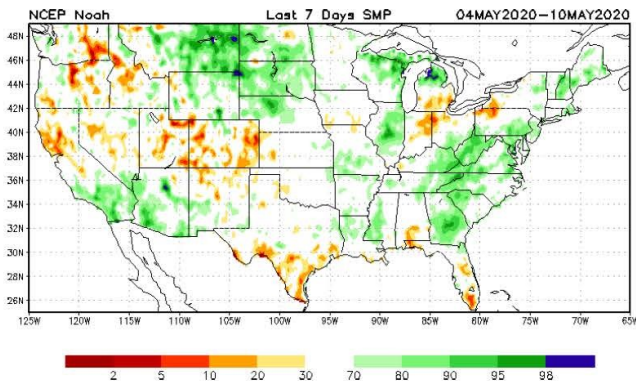 NCEP Noah Last 7 Days SMP 04MAY2020–10MAY2020
48N
46N
44N
42N
40N
38N
36N
34N
32N
30N
28N
26N
125W 120W 115W 110W 105W 100W 95W 90W 85W 80W 75W 70W 65W
2 5 10 20 30 70 80 90 95 98